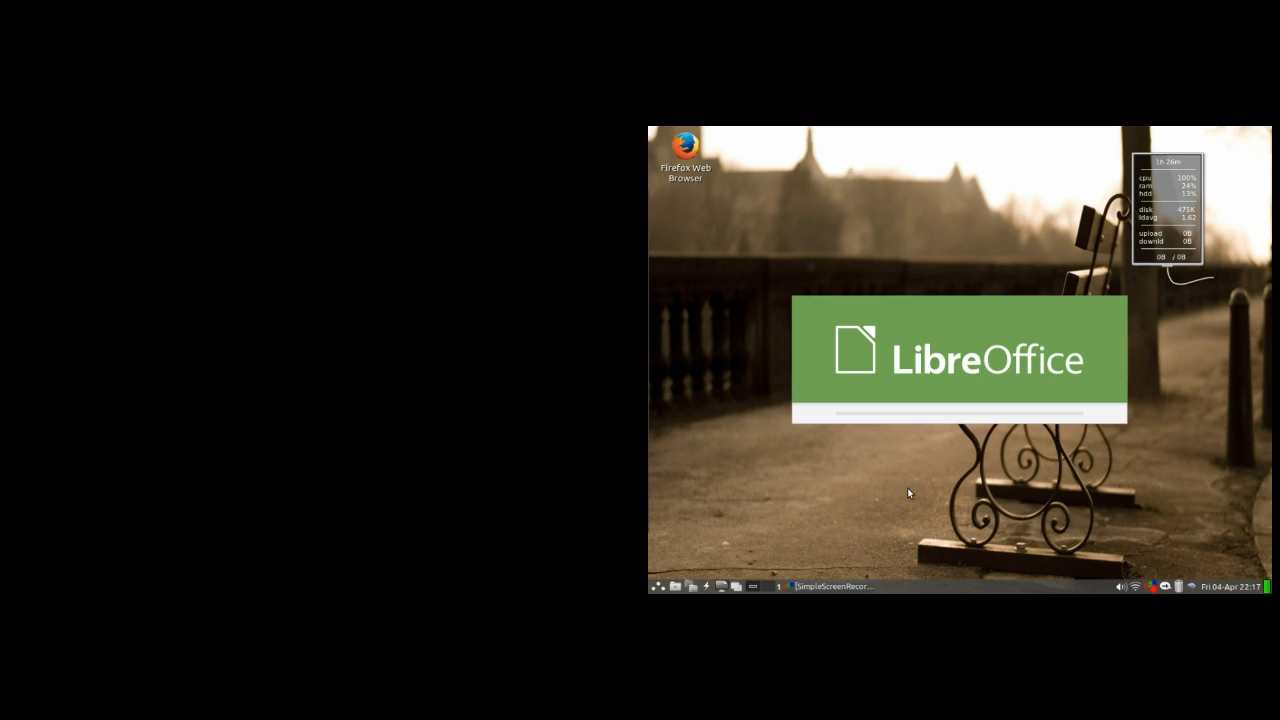 Firefox Web
Browser
1h 26m
cpu 100%
ram 24%
hdd 13%
disk 475K
ldavg 1.62
upload 0B
downld 0B
0B / 0B
LibreOffice
1 [SimpleScreenRecor...
Fri 04-Apr 22:17